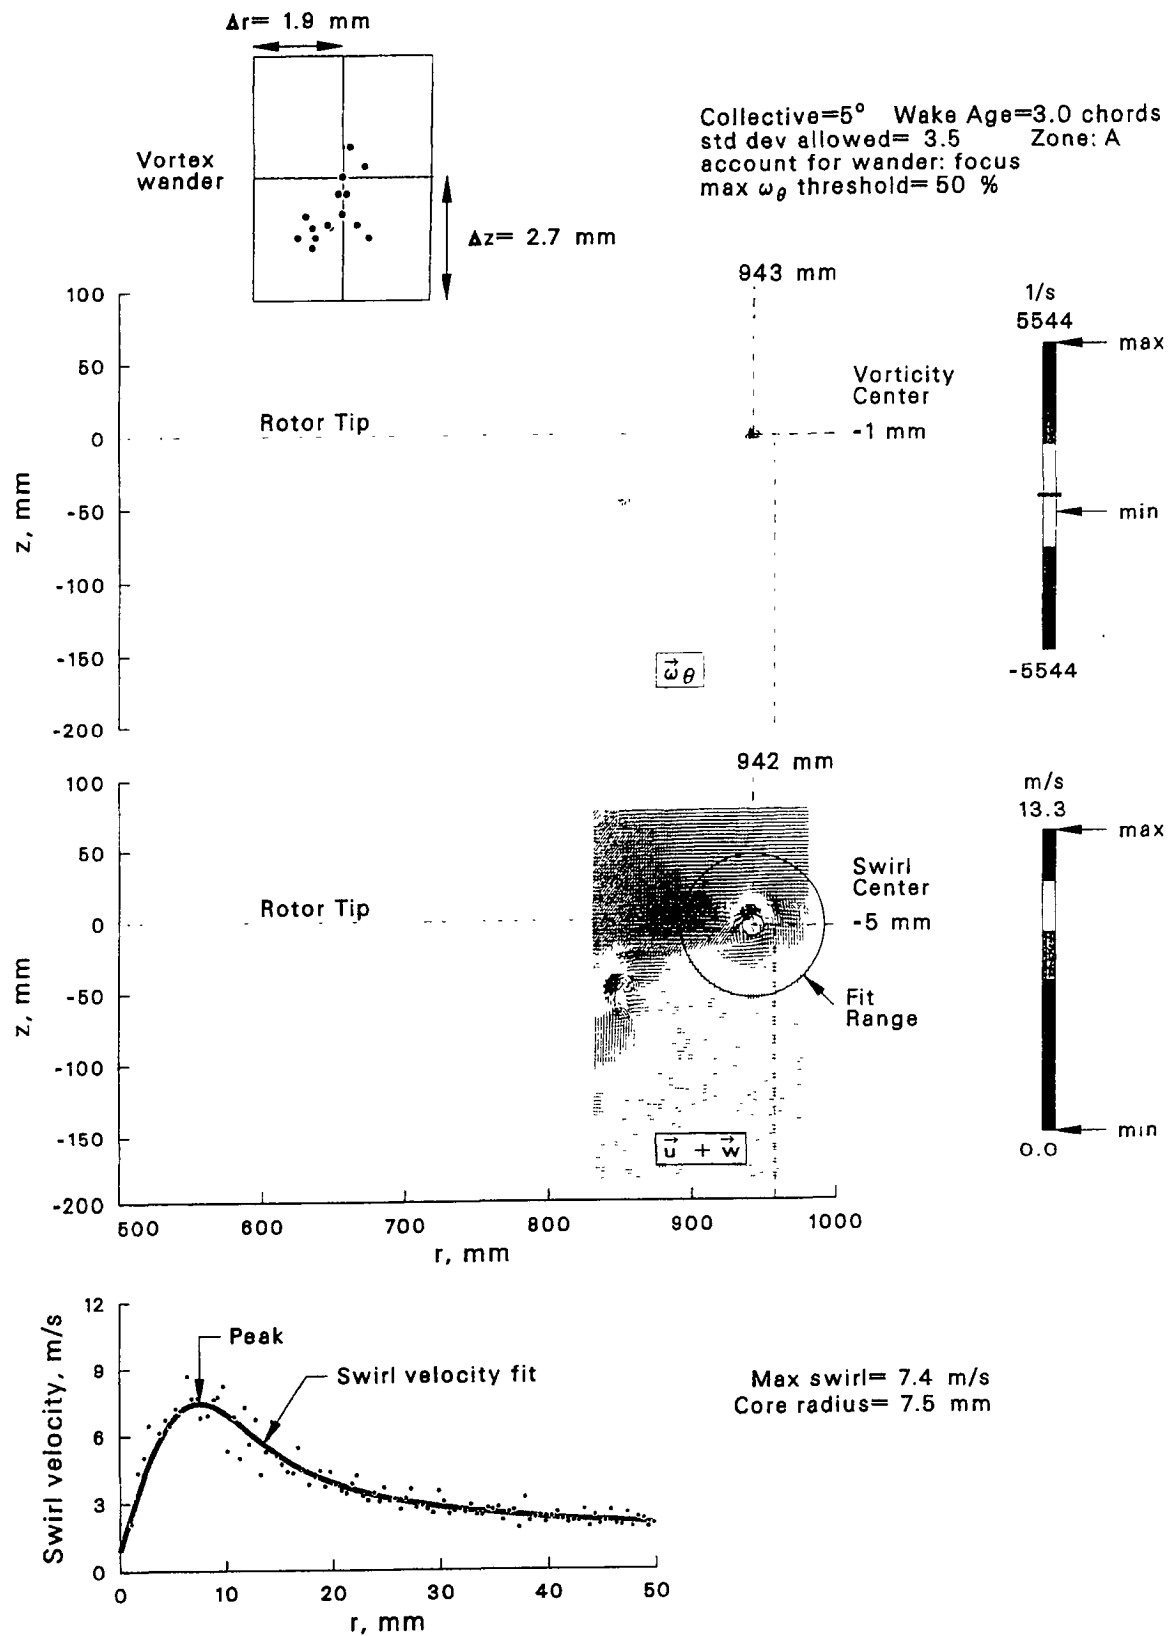 Δr= 1.9 mm
Vortex
wander
Δz= 2.7 mm
Collective=5° Wake Age=3.0 chords
std dev allowed= 3.5 Zone: A
account for wander: focus
max ωθ threshold= 50 %
943 mm
100
50
0
-50
-100
-150
-200
z, mm
Rotor Tip
Vorticity
Center
-1 mm
ω⃗θ
1/s
5544
max
min
-5544
942 mm
100
50
0
-50
-100
-150
-200
z, mm
Rotor Tip
Swirl
Center
-5 mm
Fit
Range
u⃗ + w⃗
m/s
13.3
max
min
0.0
500 600 700 800 900 1000
r, mm
12
9
6
3
0
Swirl velocity, m/s
Peak
Swirl velocity fit
Max swirl= 7.4 m/s
Core radius= 7.5 mm
0 10 20 30 40 50
r, mm